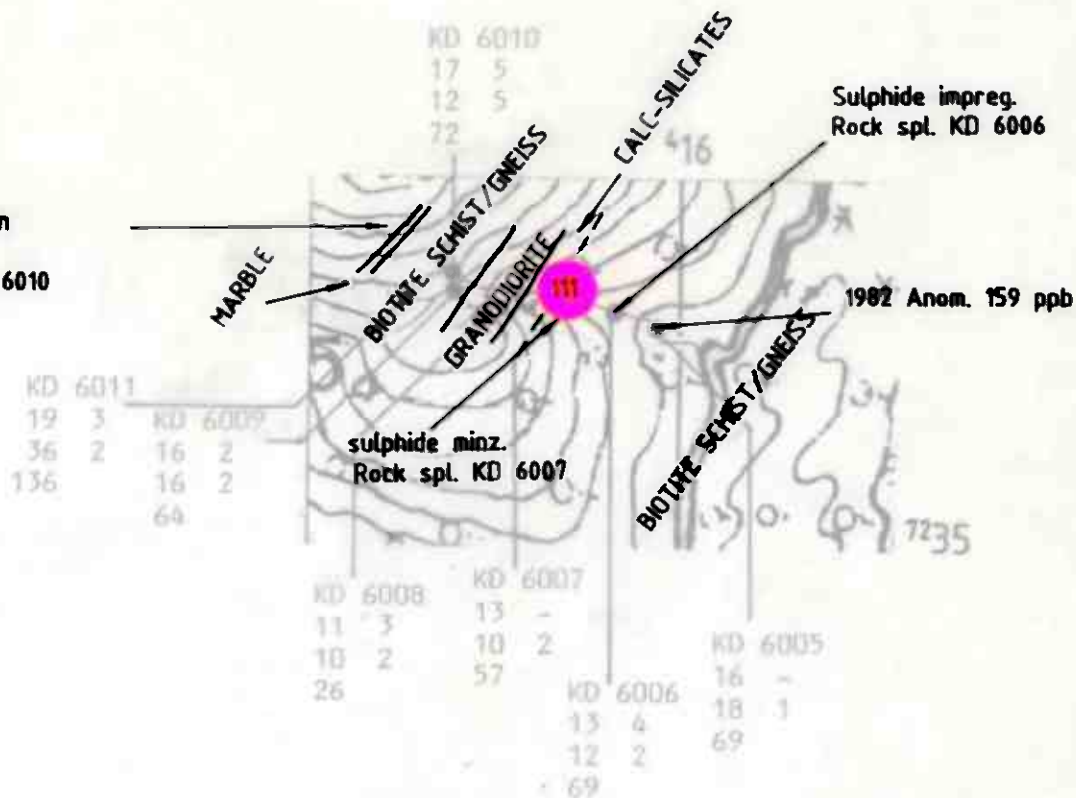 KD 6010
17 5
12 5
72
CALC-SILICATES
Sulphide impreg.
Rock spl. KD 6006
416
BIOTITE SCHIST/GNEISS
n
6010
MARBLE
GRANODIORITE
111
1982 Anom. 159 ppb
BIOTITE SCHIST/GNEISS
KD 6011
19 3
36 2
136
KD 6009
16 2
16 2
64
sulphide minz.
Rock spl. KD 6007
7235
KD 6008
11 3
10 2
26
KD 6007
13 -
10 2
57
KD 6006
13 4
12 2
69
KD 6005
16 -
18 1
69